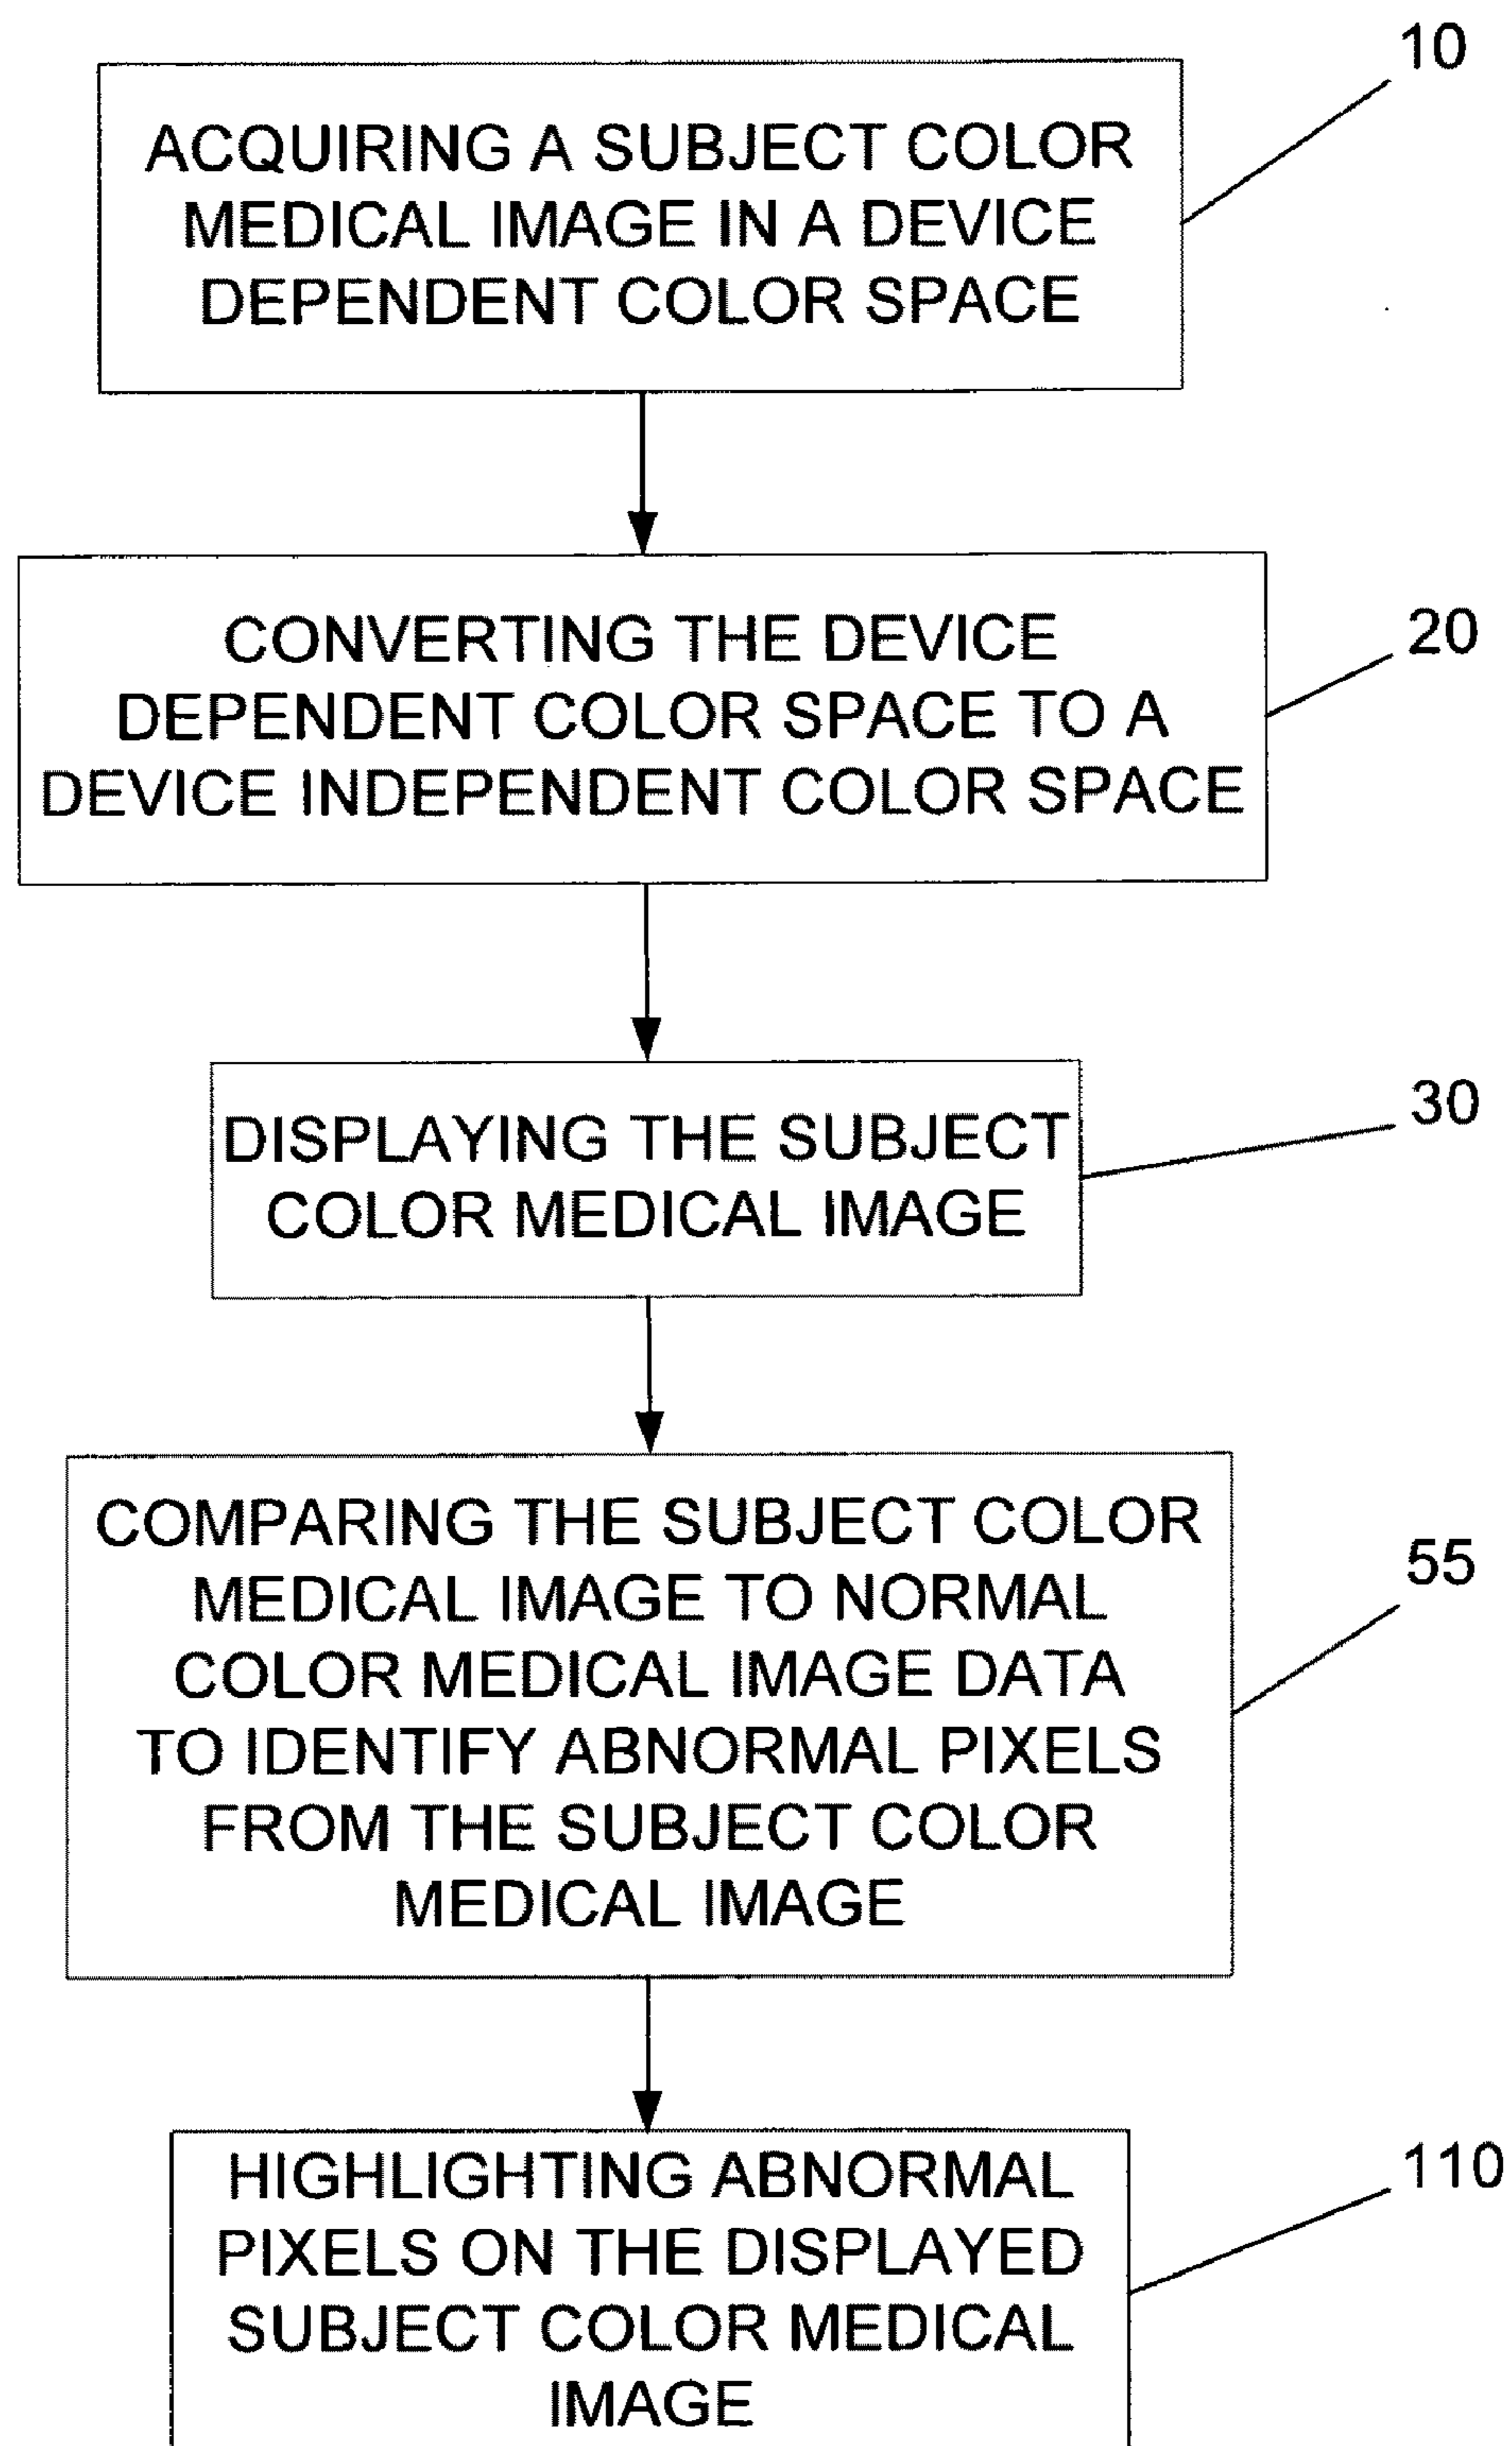 10
ACQUIRING A SUBJECT COLOR
MEDICAL IMAGE IN A DEVICE
DEPENDENT COLOR SPACE
20
CONVERTING THE DEVICE
DEPENDENT COLOR SPACE TO A
DEVICE INDEPENDENT COLOR SPACE
30
DISPLAYING THE SUBJECT
COLOR MEDICAL IMAGE
55
COMPARING THE SUBJECT COLOR
MEDICAL IMAGE TO NORMAL
COLOR MEDICAL IMAGE DATA
TO IDENTIFY ABNORMAL PIXELS
FROM THE SUBJECT COLOR
MEDICAL IMAGE
110
HIGHLIGHTING ABNORMAL
PIXELS ON THE DISPLAYED
SUBJECT COLOR MEDICAL
IMAGE